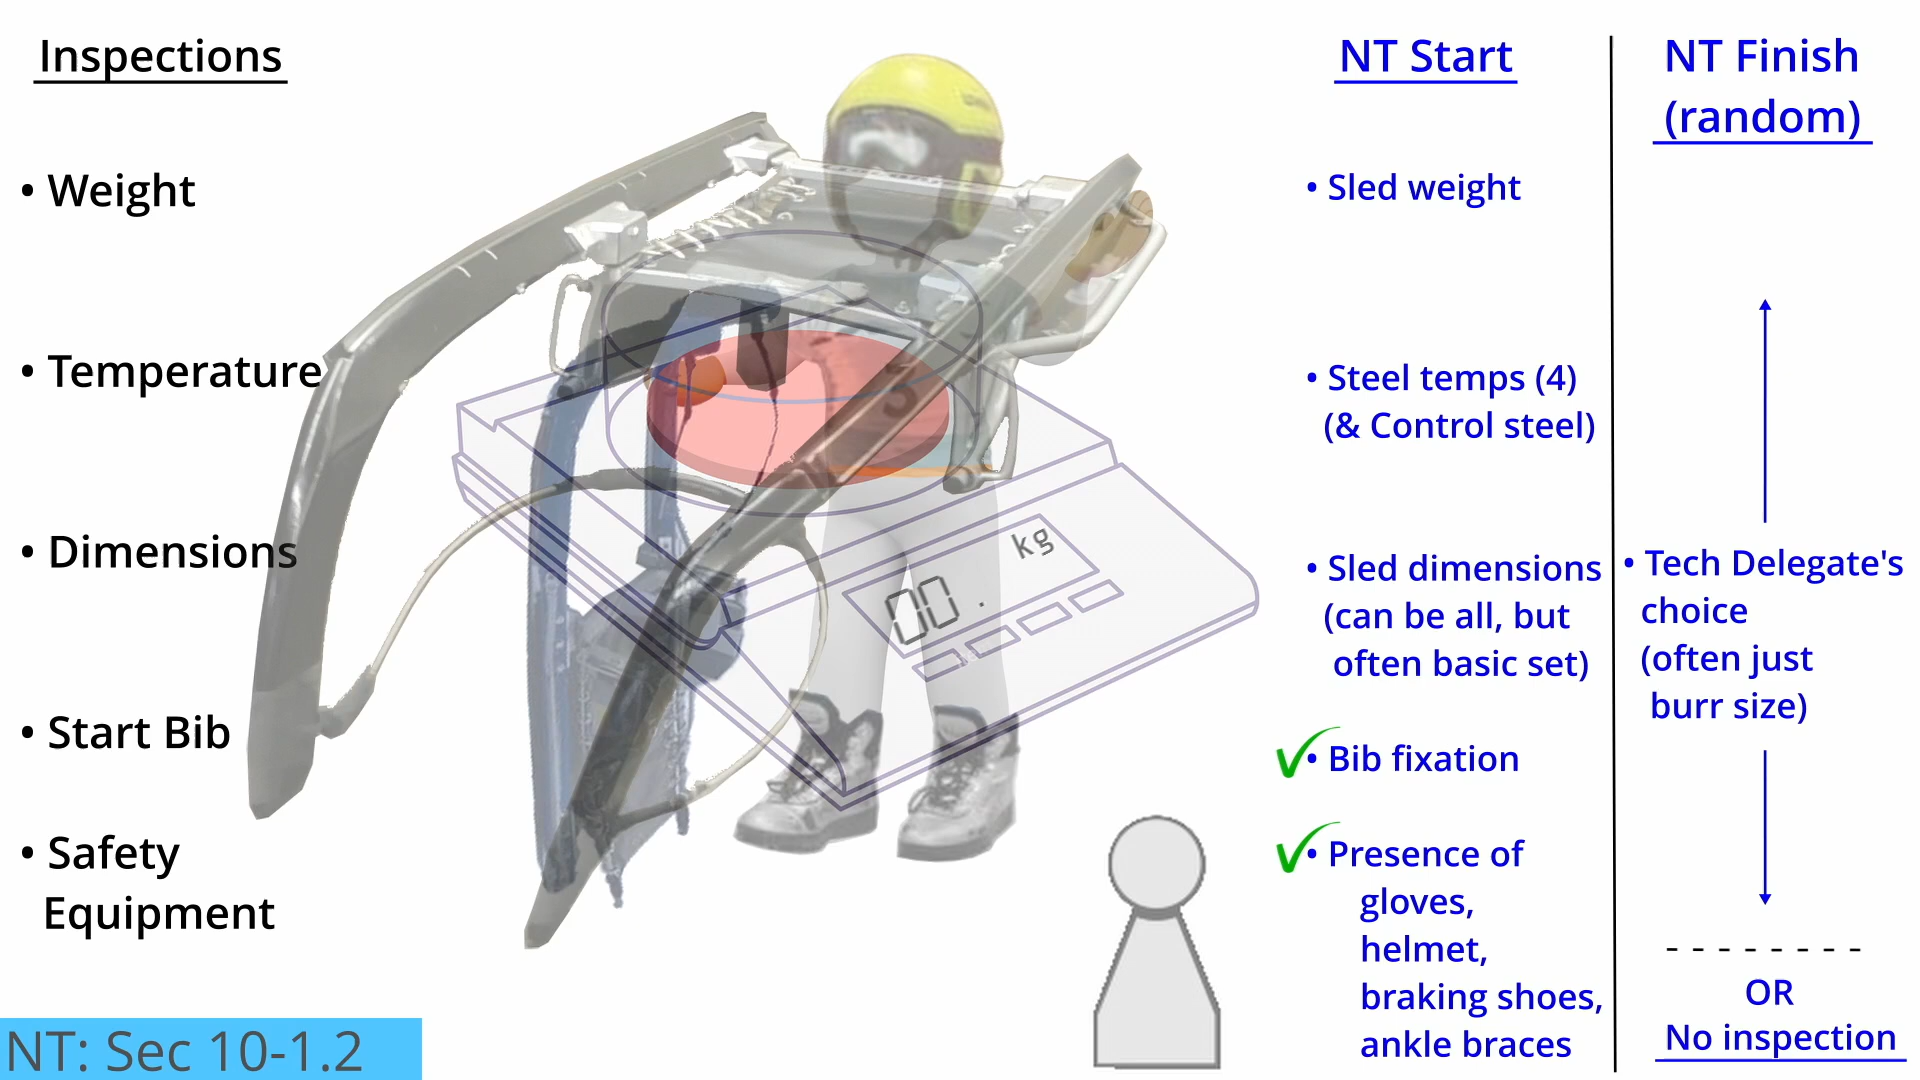 Inspections
• Weight
• Temperature
• Dimensions
• Start Bib
• Safety
Equipment
NT: Sec 10-1.2
kg
00.
S
NT Start
• Sled weight
• Steel temps (4)
(& Control steel)
• Sled dimensions
(can be all, but
often basic set)
• Bib fixation
• Presence of
gloves,
helmet,
braking shoes,
ankle braces
NT Finish
(random)
• Tech Delegate's
choice
(often just
burr size)
- - - - - - - -
OR
No inspection